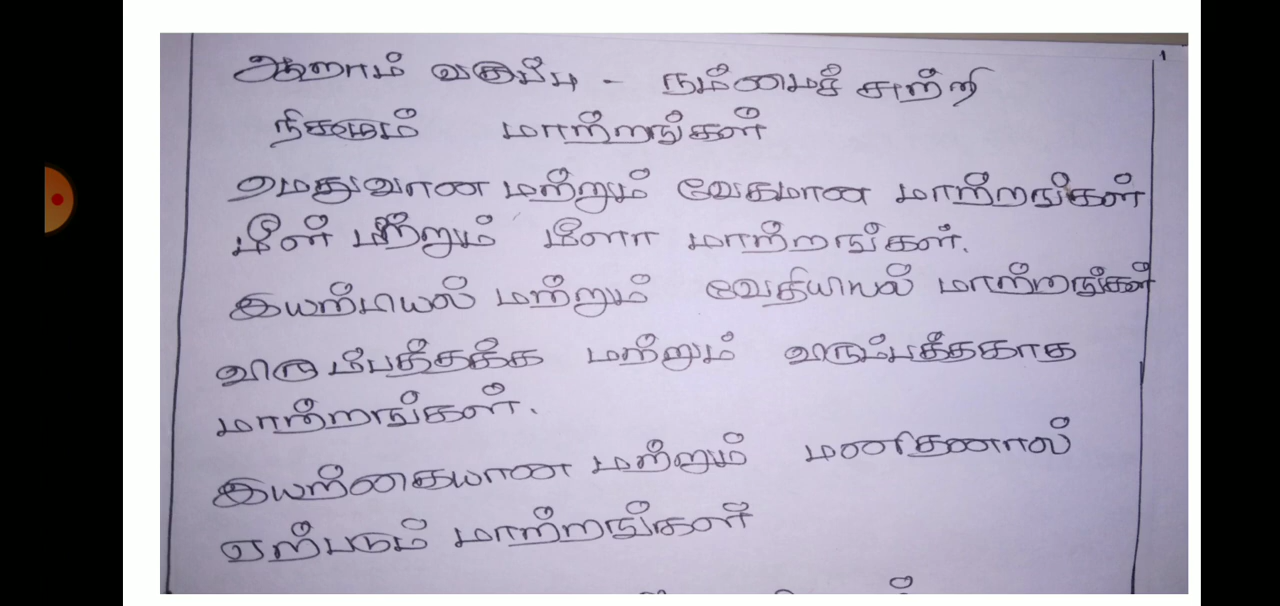 1
ஆறாம் வகுப்பு - நம்மைச் சுற்றி
நிகழும் மாற்றங்கள்
மெதுவான மற்றும் வேகமான மாற்றங்கள்
மீள் மற்றும் மீளா மாற்றங்கள்.
இயற்பியல் மற்றும் வேதியியல் மாற்றங்கள்
விரும்பத்தக்க மற்றும் விரும்பத்தகாத
மாற்றங்கள்.
இயற்கையான மற்றும் மனிதனால்
ஏற்படும் மாற்றங்கள்